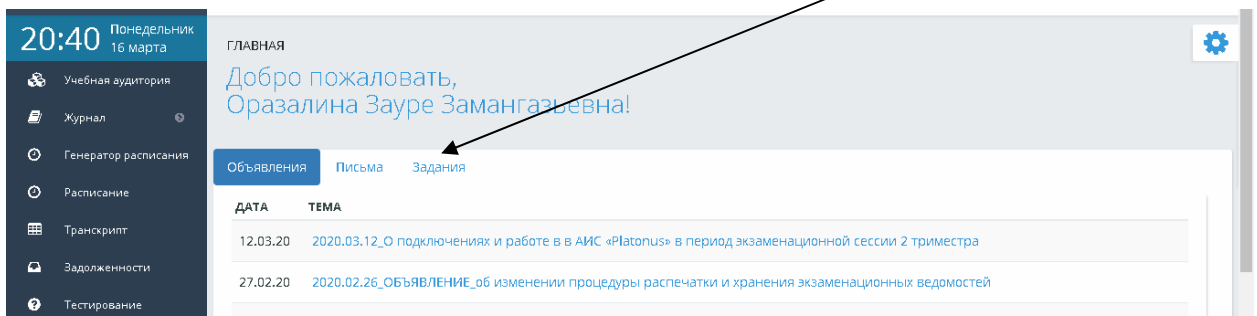 20:40 Понедельник
16 марта
Учебная аудитория
Журнал
Генератор расписания
Расписание
Транскрипт
Задолженности
Тестирование
ГЛАВНАЯ
Добро пожаловать,
Оразалина Зауре Замангазьевна!
Объявления Письма Задания
ДАТА ТЕМА
12.03.20 2020.03.12_О подключениях и работе в в АИС «Platonus» в период экзаменационной сессии 2 триместра
27.02.20 2020.02.26_ОБЪЯВЛЕНИЕ_об изменении процедуры распечатки и хранения экзаменационных ведомостей